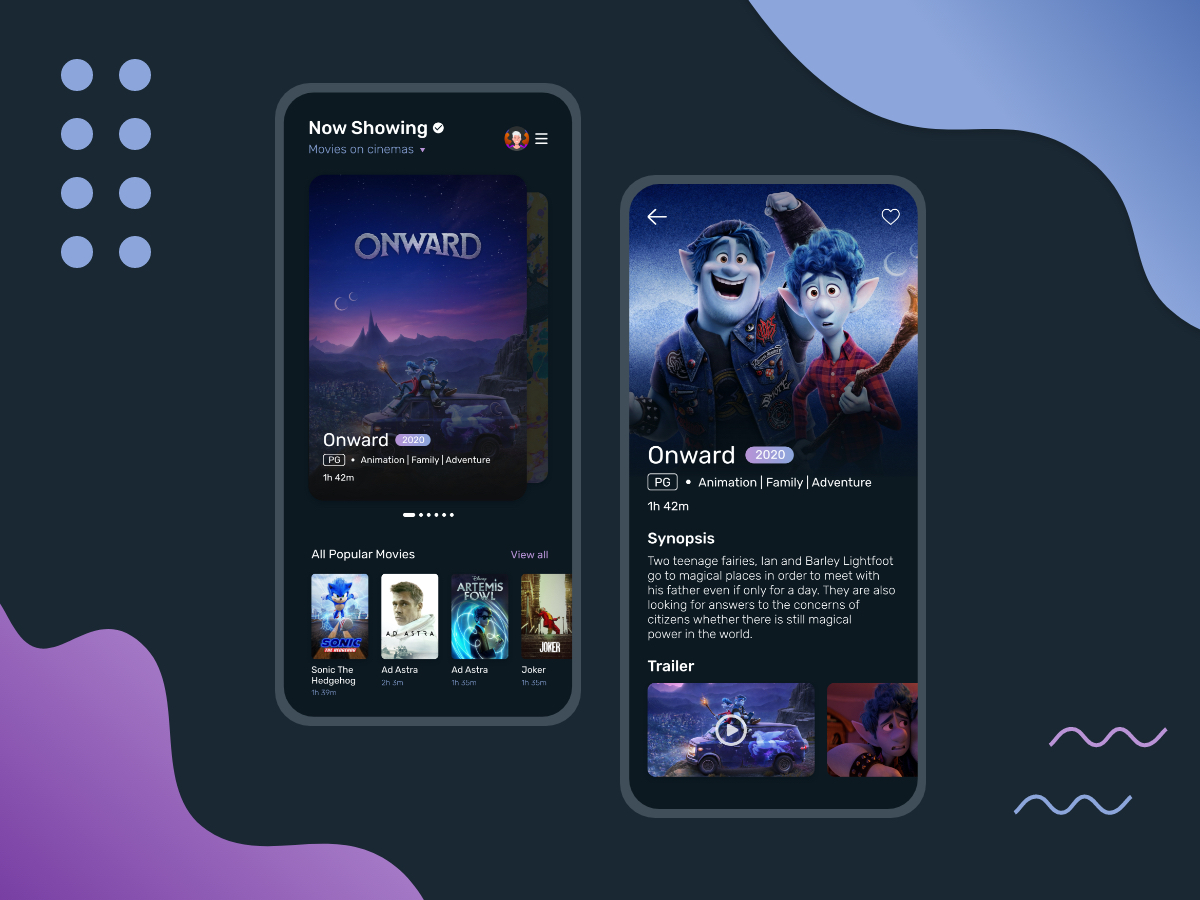 Now Showing
Movies on cinemas
ONWARD
Onward 2020
PG • Animation | Family | Adventure
1h 42m
All Popular Movies View all
SONIC
THE HEDGEHOG
AD ASTRA
Disney
ARTEMIS
FOWL
JOKER
Sonic The
Hedgehog
1h 39m
Ad Astra
2h 3m
Ad Astra
1h 35m
Joker
1h 35m
Onward 2020
PG • Animation | Family | Adventure
1h 42m
Synopsis
Two teenage fairies, Ian and Barley Lightfoot
go to magical places in order to meet with
his father even if only for a day. They are also
looking for answers to the concerns of
citizens whether there is still magical
power in the world.
Trailer